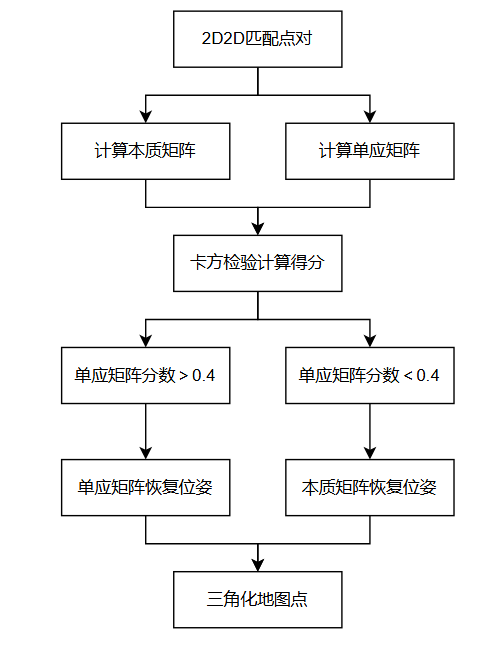 2D2D匹配点对
计算本质矩阵
计算单应矩阵
卡方检验计算得分
单应矩阵分数＞0.4
单应矩阵分数＜0.4
单应矩阵恢复位姿
本质矩阵恢复位姿
三角化地图点